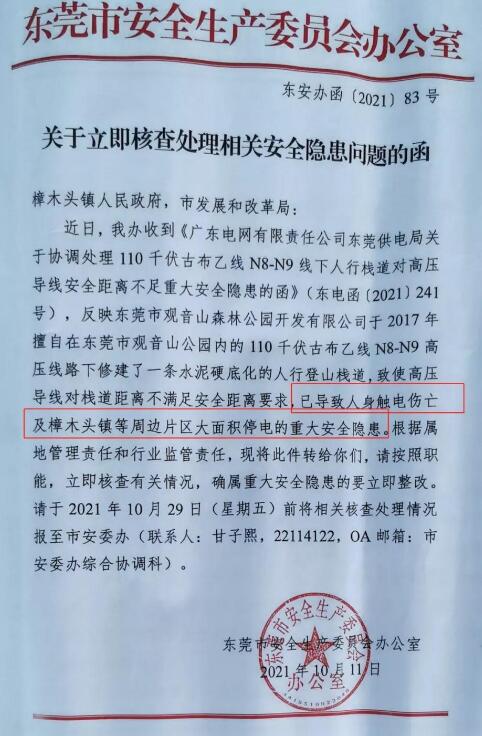 东莞市安全生产委员会办公室
东安办函〔2021〕83号
关于立即核查处理相关安全隐患问题的函
樟木头镇人民政府，市发展和改革局：
近日，我办收到《广东电网有限责任公司东莞供电局关
于协调处理110千伏古布乙线N8-N9线下人行栈道对高压
导线安全距离不足重大安全隐患的函》（东电函〔2021〕241
号），反映东莞市观音山森林公园开发有限公司于2017年
擅自在东莞市观音山公园内的110千伏古布乙线N8-N9高
压线路下修建了一条水泥硬底化的人行登山栈道，致使高压
导线对栈道距离不满足安全距离要求，已导致人身触电伤亡
及樟木头镇等周边片区大面积停电的重大安全隐患。根据属
地管理责任和行业监管责任，现将此件转给你们，请按照职
能，立即核查有关情况，确属重大安全隐患的要立即整改。
请于2021年10月29日（星期五）前将相关核查处理情况
报至市安委办（联系人：甘子熙，22114122，OA邮箱：市
安委办综合协调科）。
东莞市安全生产委员会办公室
2021年10月11日
东莞市安全生产委员会
办公室